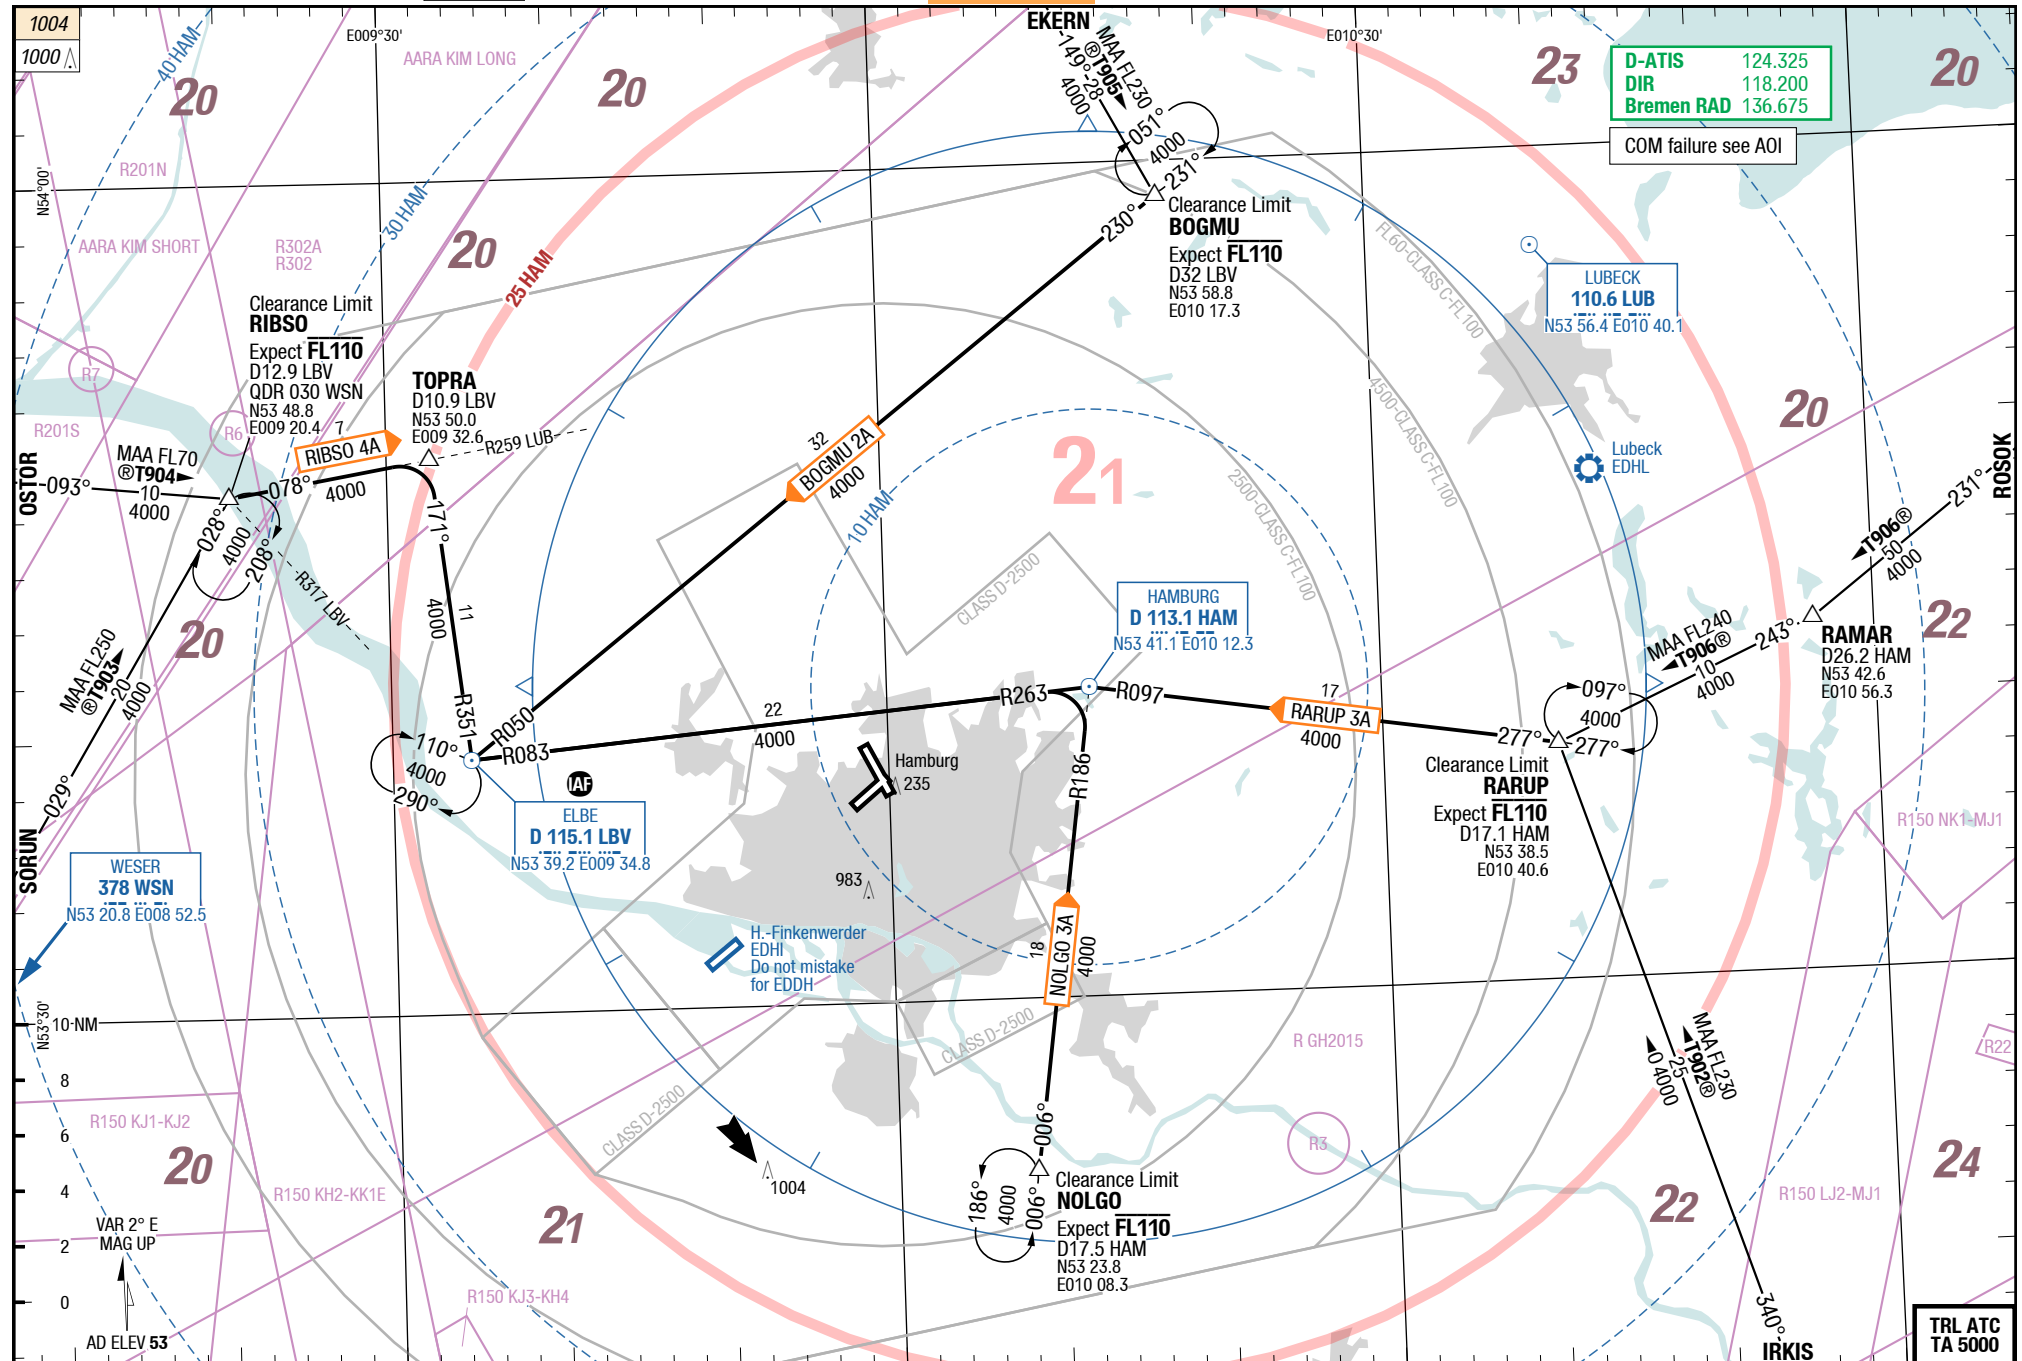 1004
1000
40 HAM
E009°30'
AARA KIM LONG
20
20
EKERN
MAA FL230
®T905
149°-28
4000
051°
4000
231°
E010°30'
23
20
D-ATIS 124.325
DIR 118.200
Bremen RAD 136.675
COM failure see AOI
R201N
N54°00'
30 HAM
AARA KIM SHORT
R302A
R302
20
25 HAM
230°
Clearance Limit
BOGMU
Expect FL110
D32 LBV
N53 58.8
E010 17.3
FL60-CLASS C-FL100
LUBECK
110.6 LUB
N53 56.4 E010 40.1
Clearance Limit
RIBSO
Expect FL110
D12.9 LBV
QDR 030 WSN
N53 48.8
E009 20.4
R7
R6
R201S
TOPRA
D10.9 LBV
N53 50.0
E009 32.6
R259 LUB
7
RIBSO 4A
4000
078°
MAA FL70
®T904
OSTOR
093°
10
4000
028°
4000
208°
R317 LBV
171°
11
4000
R351
32
BOGMU 2A
4000
10 HAM
21
4500-CLASS C-FL100
2500-CLASS C-FL100
CLASS D-2500
20
Lubeck
EDHL
ROSOK
231°
T906®
50
4000
HAMBURG
D 113.1 HAM
N53 41.1 E010 12.3
20
MAA FL250
®T903
20
4000
029°
SORUN
MAA FL240
T906®
10
4000
243°
22
RAMAR
D26.2 HAM
N53 42.6
E010 56.3
R050
R083
22
4000
R263
R097
17
RARUP 3A
4000
277°
097°
4000
277°
R186
110°
4000
290°
IAF
Hamburg
235
Clearance Limit
RARUP
Expect FL110
D17.1 HAM
N53 38.5
E010 40.6
ELBE
D 115.1 LBV
N53 39.2 E009 34.8
R150 NK1-MJ1
WESER
378 WSN
N53 20.8 E008 52.5
983
H.-Finkenwerder
EDHI
Do not mistake
for EDDH
18
NOLGO 3A
4000
N53°30'
10 NM
8
6
4
2
0
CLASS D-2500
CLASS D-2500
R GH2015
R22
MAA FL230
T902®
25
0 4000
R150 KJ1-KJ2
20
R150 KH2-KK1E
006°
R3
24
22
R150 LJ2-MJ1
1004
Clearance Limit
NOLGO
Expect FL110
D17.5 HAM
N53 23.8
E010 08.3
186°
4000
006°
21
VAR 2° E
MAG UP
AD ELEV 53
R150 KJ3-KH4
340°
IRKIS
TRL ATC
TA 5000